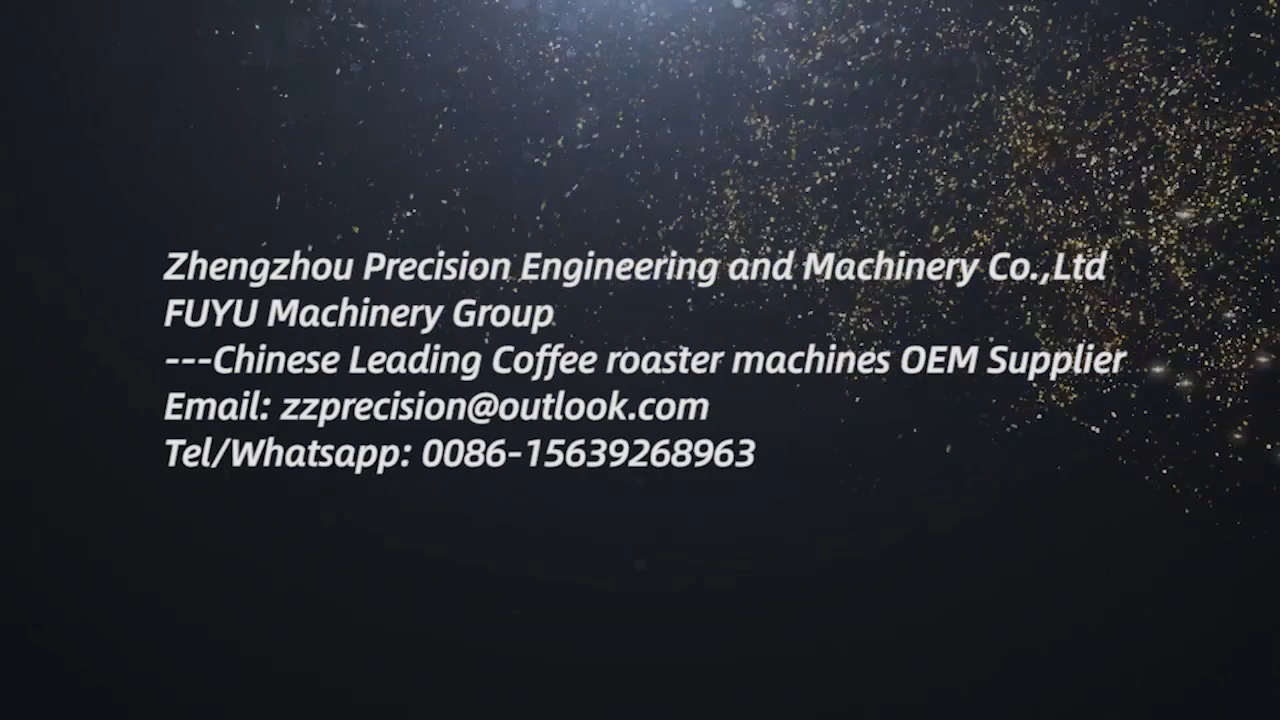 Zhengzhou Precision Engineering and Machinery Co.,Ltd
FUYU Machinery Group
---Chinese Leading Coffee roaster machines OEM Supplier
Email: zzprecision@outlook.com
Tel/Whatsapp: 0086-15639268963